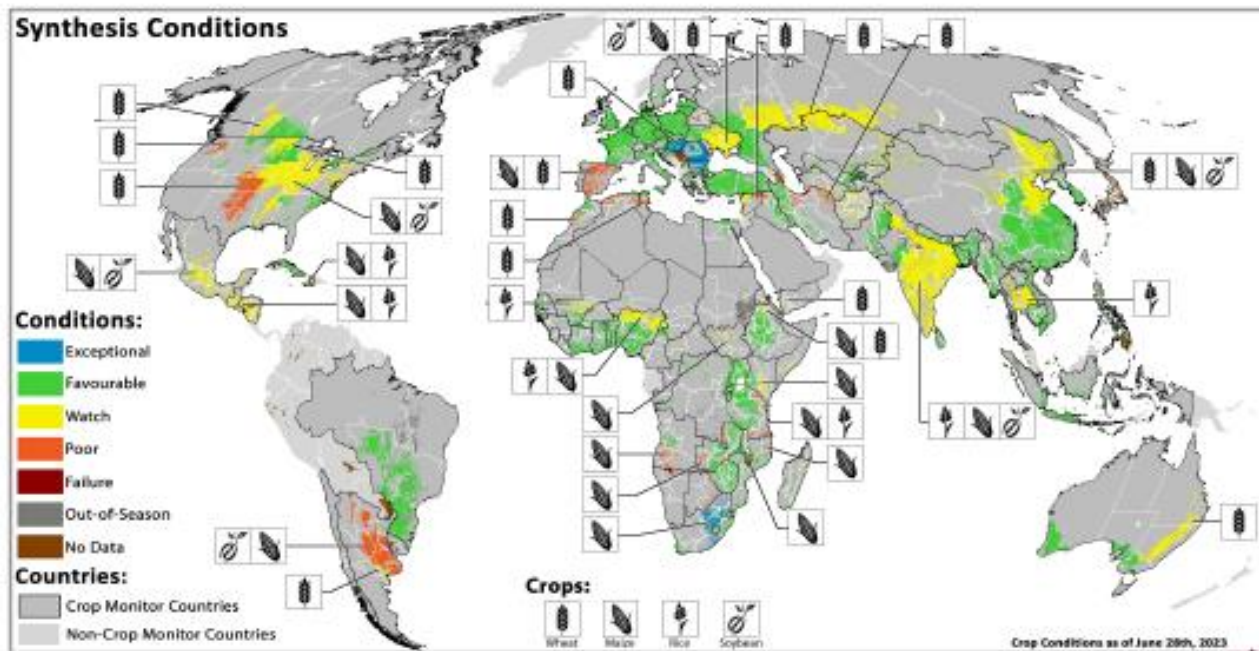 Synthesis Conditions
Conditions:
Exceptional
Favourable
Watch
Poor
Failure
Out-of-Season
No Data
Countries:
Crop Monitor Countries
Non-Crop Monitor Countries
Crops:
Wheat
Maize
Rice
Soybean
Crop Conditions as of June 28th, 2023